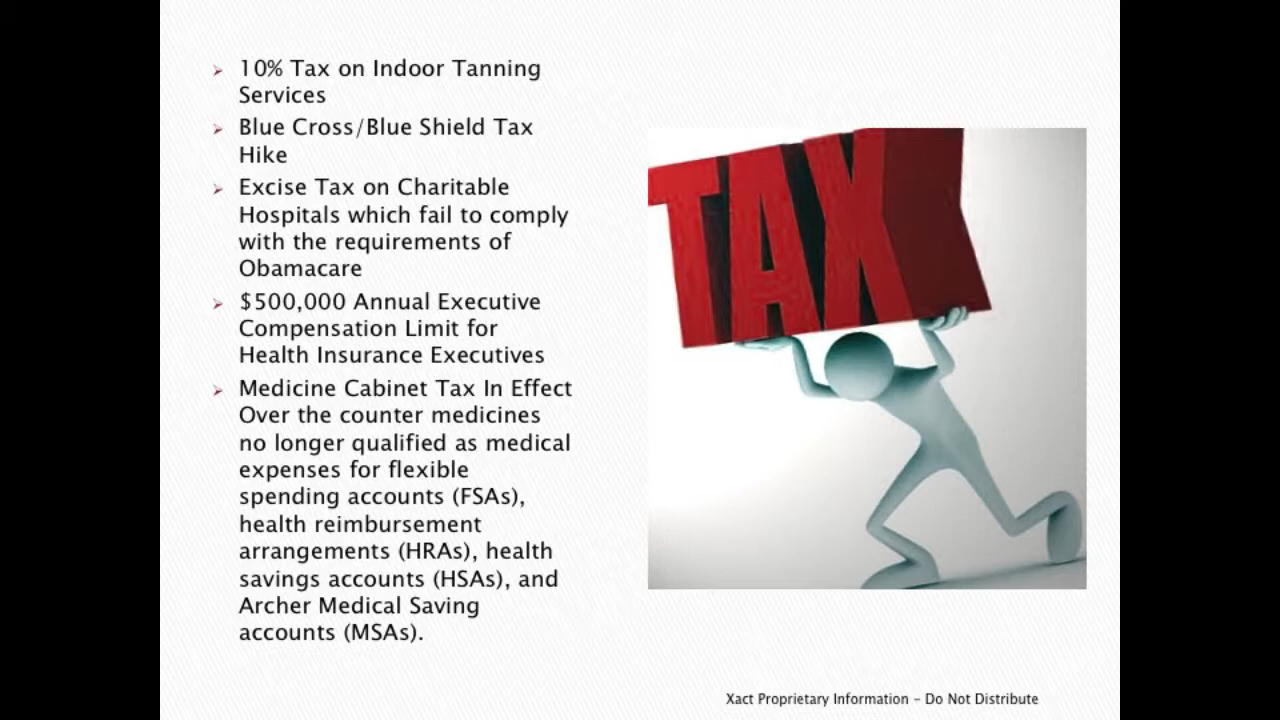 10% Tax on Indoor Tanning
Services
Blue Cross/Blue Shield Tax
Hike
Excise Tax on Charitable
Hospitals which fail to comply
with the requirements of
Obamacare
$500,000 Annual Executive
Compensation Limit for
Health Insurance Executives
Medicine Cabinet Tax In Effect
Over the counter medicines
no longer qualified as medical
expenses for flexible
spending accounts (FSAs),
health reimbursement
arrangements (HRAs), health
savings accounts (HSAs), and
Archer Medical Saving
accounts (MSAs).
TAX
Xact Proprietary Information – Do Not Distribute